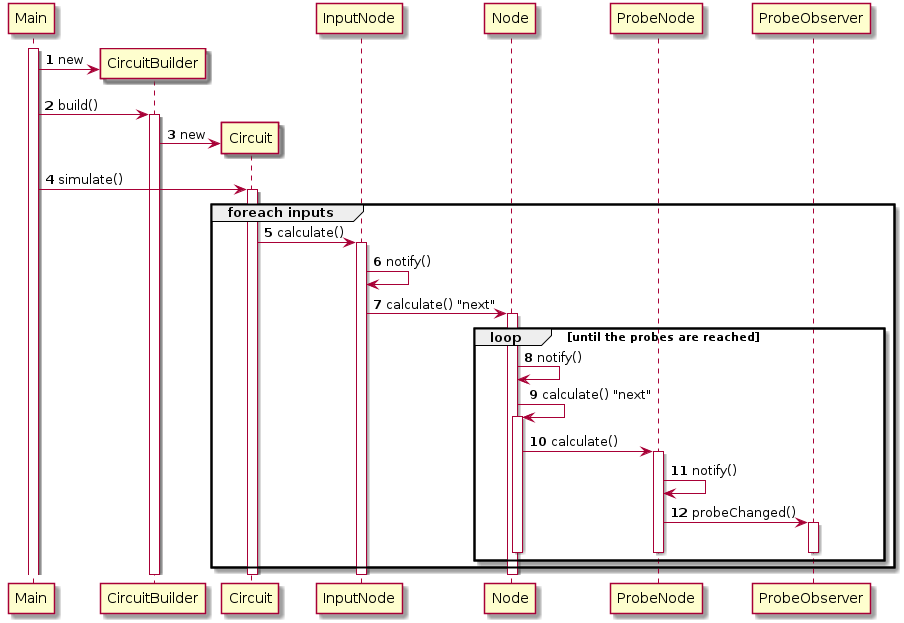 Main
InputNode
Node
ProbeNode
ProbeObserver
1 new
CircuitBuilder
2 build()
3 new
Circuit
4 simulate()
foreach inputs
5 calculate()
6 notify()
7 calculate() "next"
loop [until the probes are reached]
8 notify()
9 calculate() "next"
10 calculate()
11 notify()
12 probeChanged()
Main
CircuitBuilder
Circuit
InputNode
Node
ProbeNode
ProbeObserver